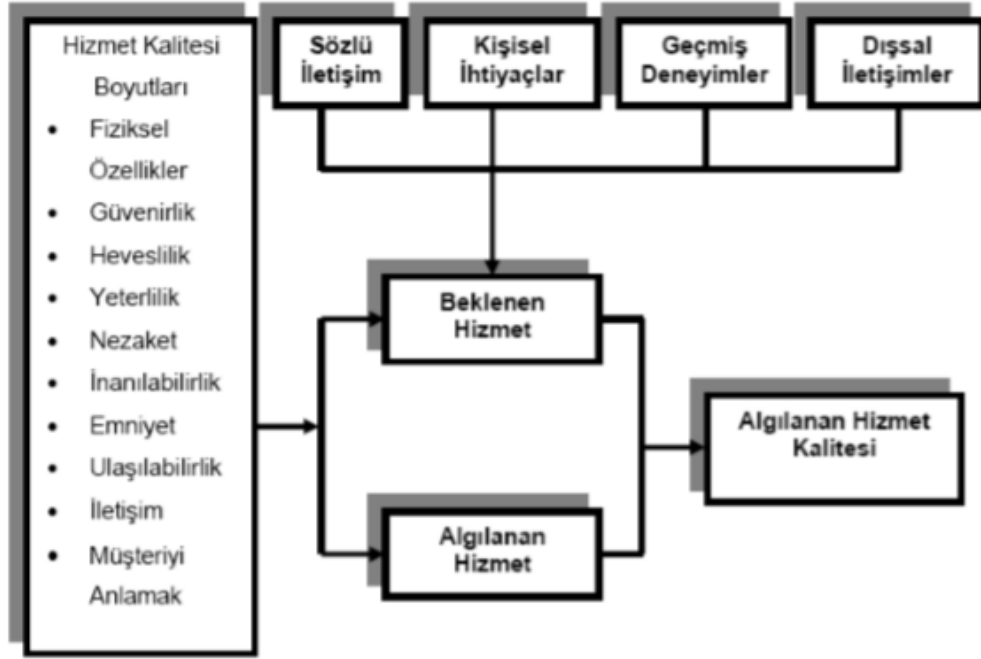 Hizmet Kalitesi
Boyutları
• Fiziksel
Özellikler
• Güvenirlik
• Heveslilik
• Yeterlilik
• Nezaket
• İnanılabilirlik
• Emniyet
• Ulaşılabilirlik
• İletişim
• Müşteriyi
Anlamak
Sözlü
İletişim
Kişisel
İhtiyaçlar
Geçmiş
Deneyimler
Dışsal
İletişimler
Beklenen
Hizmet
Algılanan
Hizmet
Algılanan Hizmet
Kalitesi